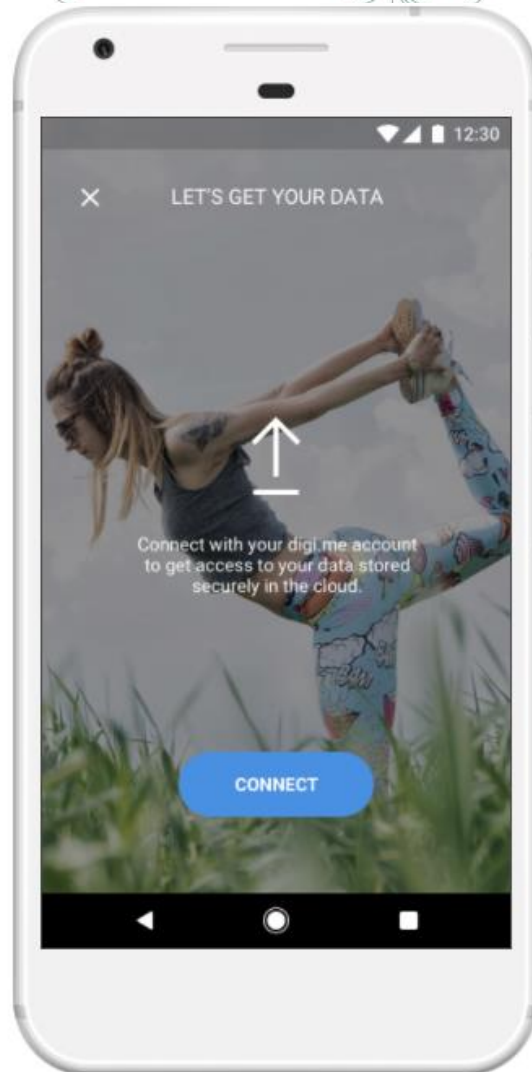 12:30
LET'S GET YOUR DATA
Connect with your digi.me account
to get access to your data stored
securely in the cloud.
CONNECT